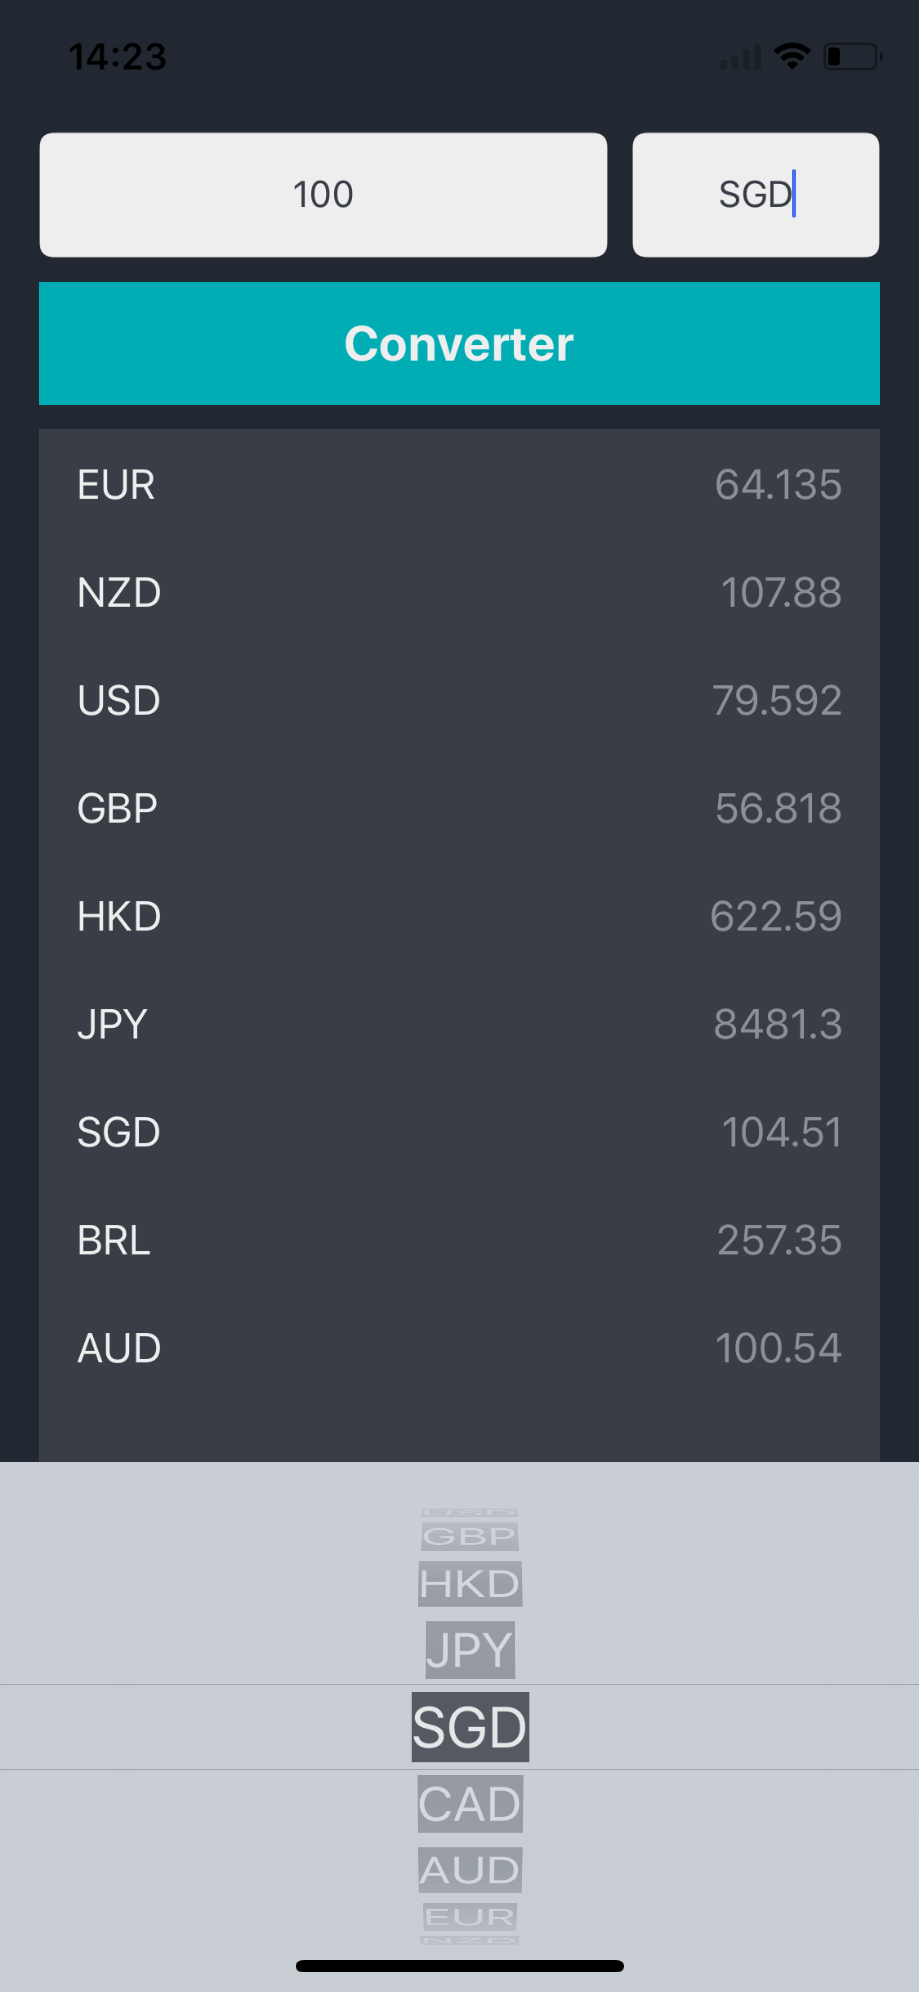 14:23
100
SGD
Converter
EUR 64.135
NZD 107.88
USD 79.592
GBP 56.818
HKD 622.59
JPY 8481.3
SGD 104.51
BRL 257.35
AUD 100.54
USD
GBP
HKD
JPY
SGD
CAD
AUD
EUR
NZD